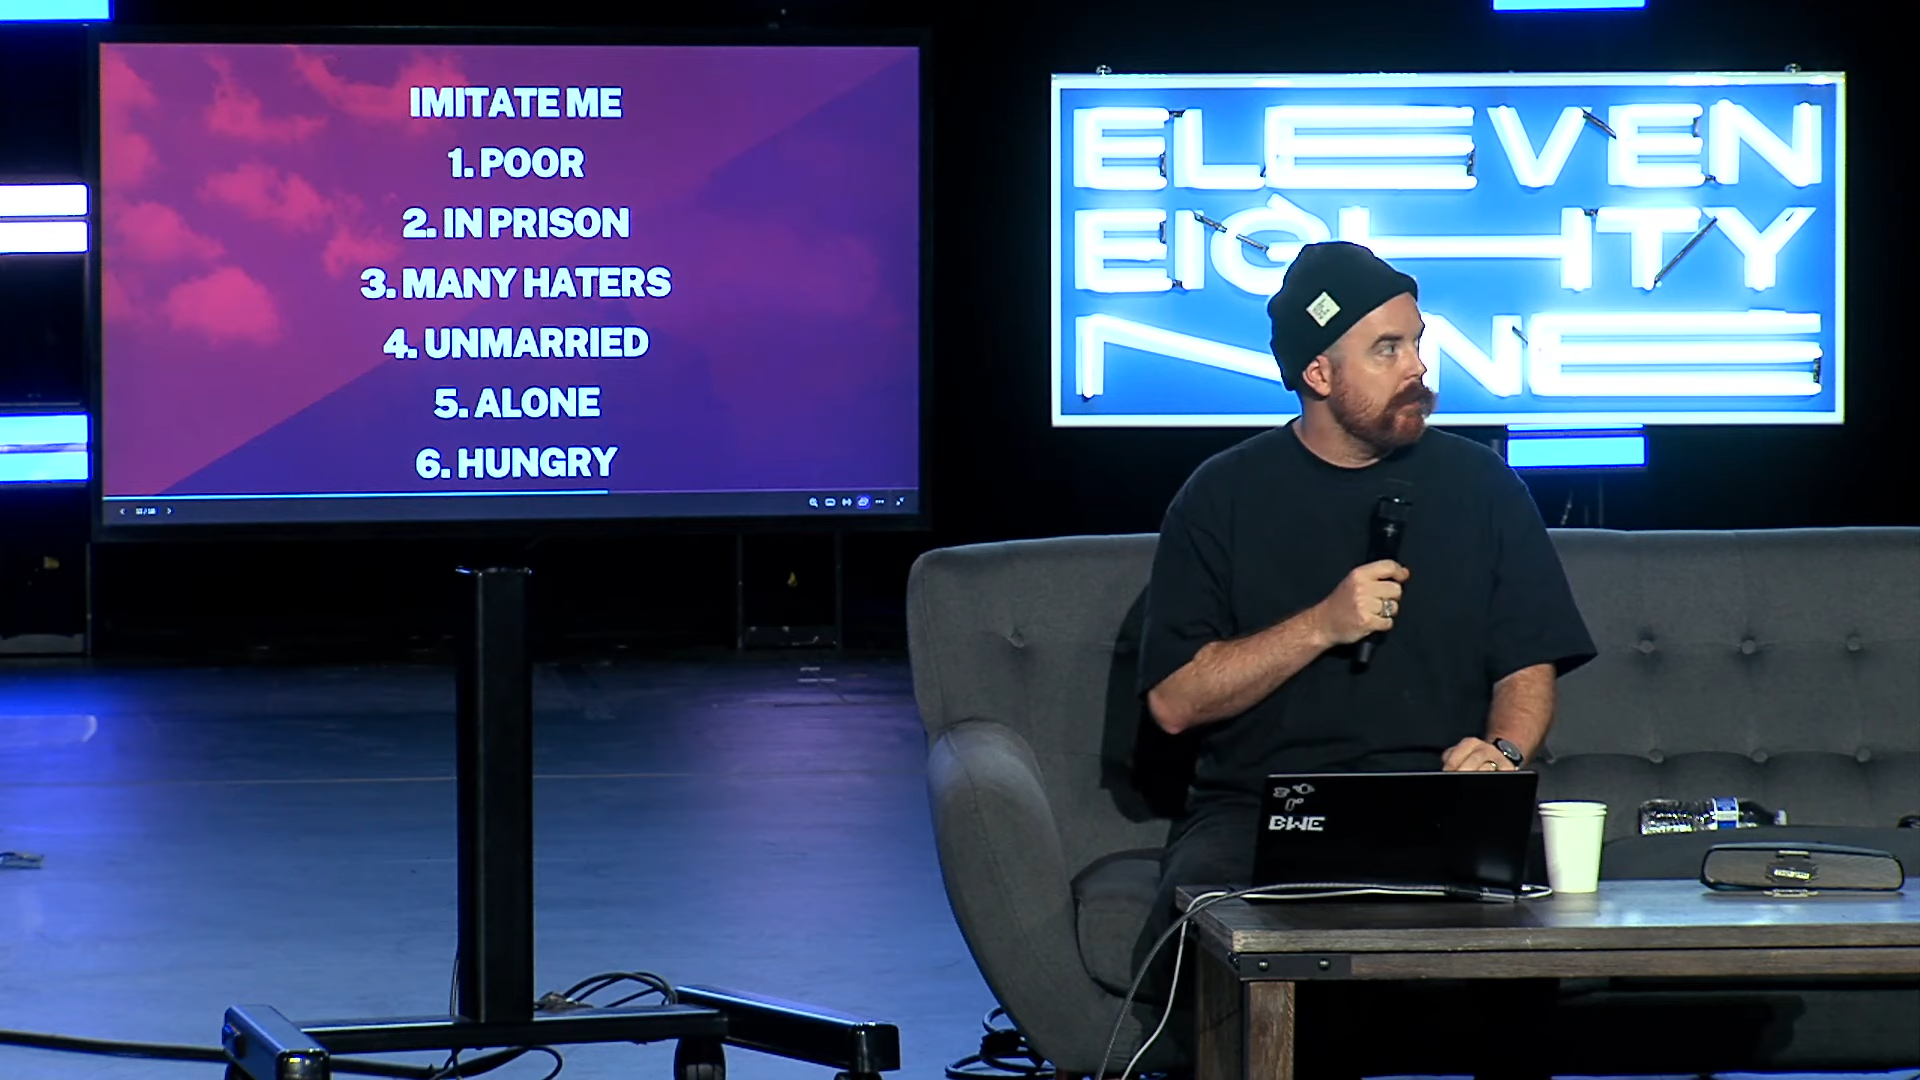 IMITATE ME
1. POOR
2. IN PRISON
3. MANY HATERS
4. UNMARRIED
5. ALONE
6. HUNGRY
ELEVEN
EIGHTY
NINE
BWE